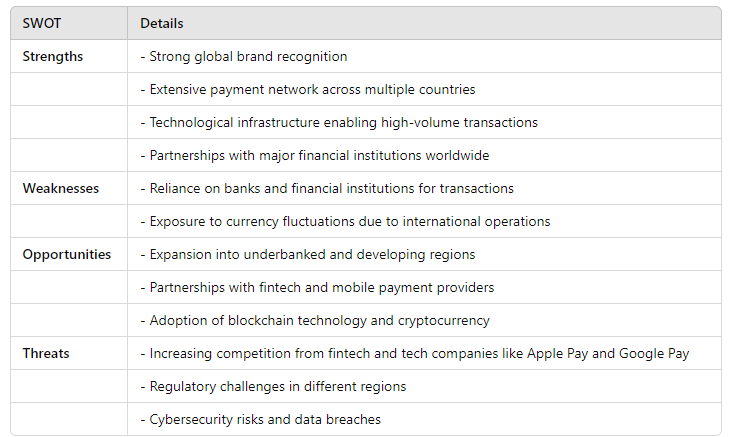 SWOT Details
Strengths - Strong global brand recognition
- Extensive payment network across multiple countries
- Technological infrastructure enabling high-volume transactions
- Partnerships with major financial institutions worldwide
Weaknesses - Reliance on banks and financial institutions for transactions
- Exposure to currency fluctuations due to international operations
Opportunities - Expansion into underbanked and developing regions
- Partnerships with fintech and mobile payment providers
- Adoption of blockchain technology and cryptocurrency
Threats - Increasing competition from fintech and tech companies like Apple Pay and Google Pay
- Regulatory challenges in different regions
- Cybersecurity risks and data breaches